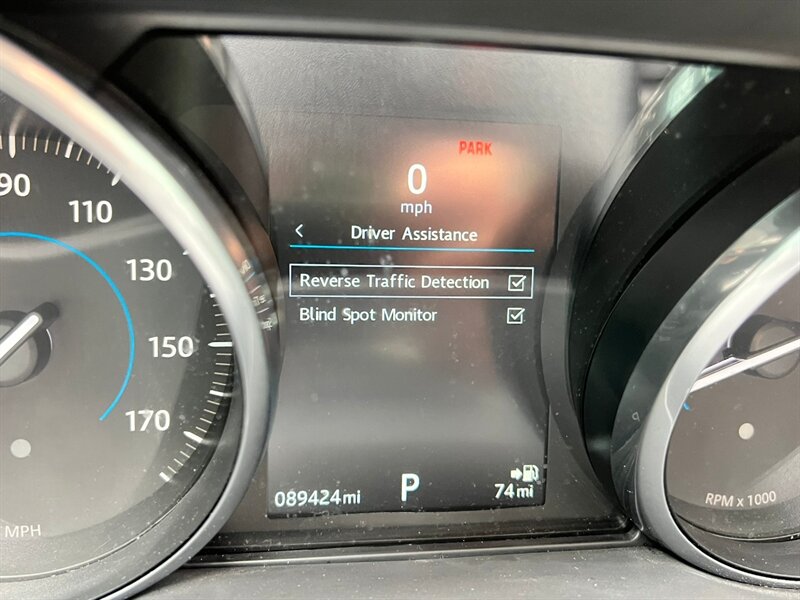 PARK
0
mph
< Driver Assistance
Reverse Traffic Detection
Blind Spot Monitor
089424mi
P
74mi
90
110
130
150
170
MPH
RPM x 1000